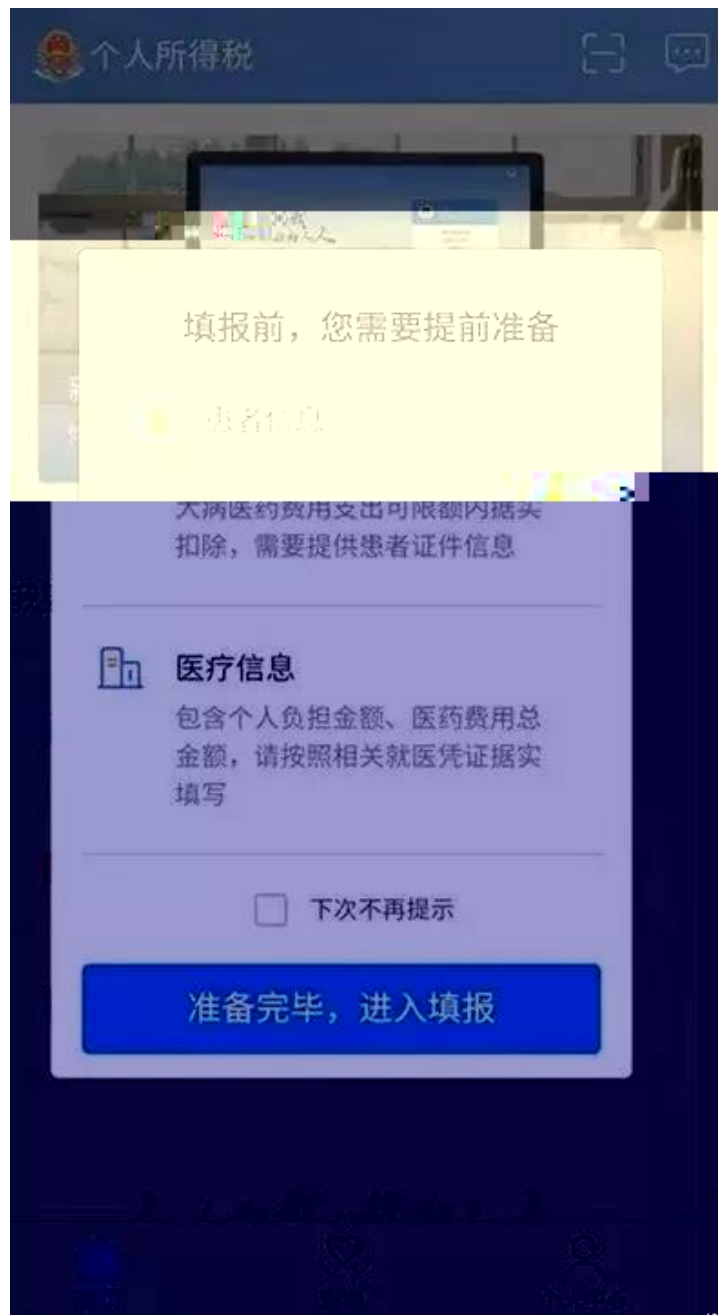 个人所得税
填报前，您需要提前准备
患者信息
大病医药费用支出可限额内据实
扣除，需要提供患者证件信息
医疗信息
包含个人负担金额、医药费用总
金额，请按照相关就医凭证据实
填写
下次不再提示
准备完毕，进入填报